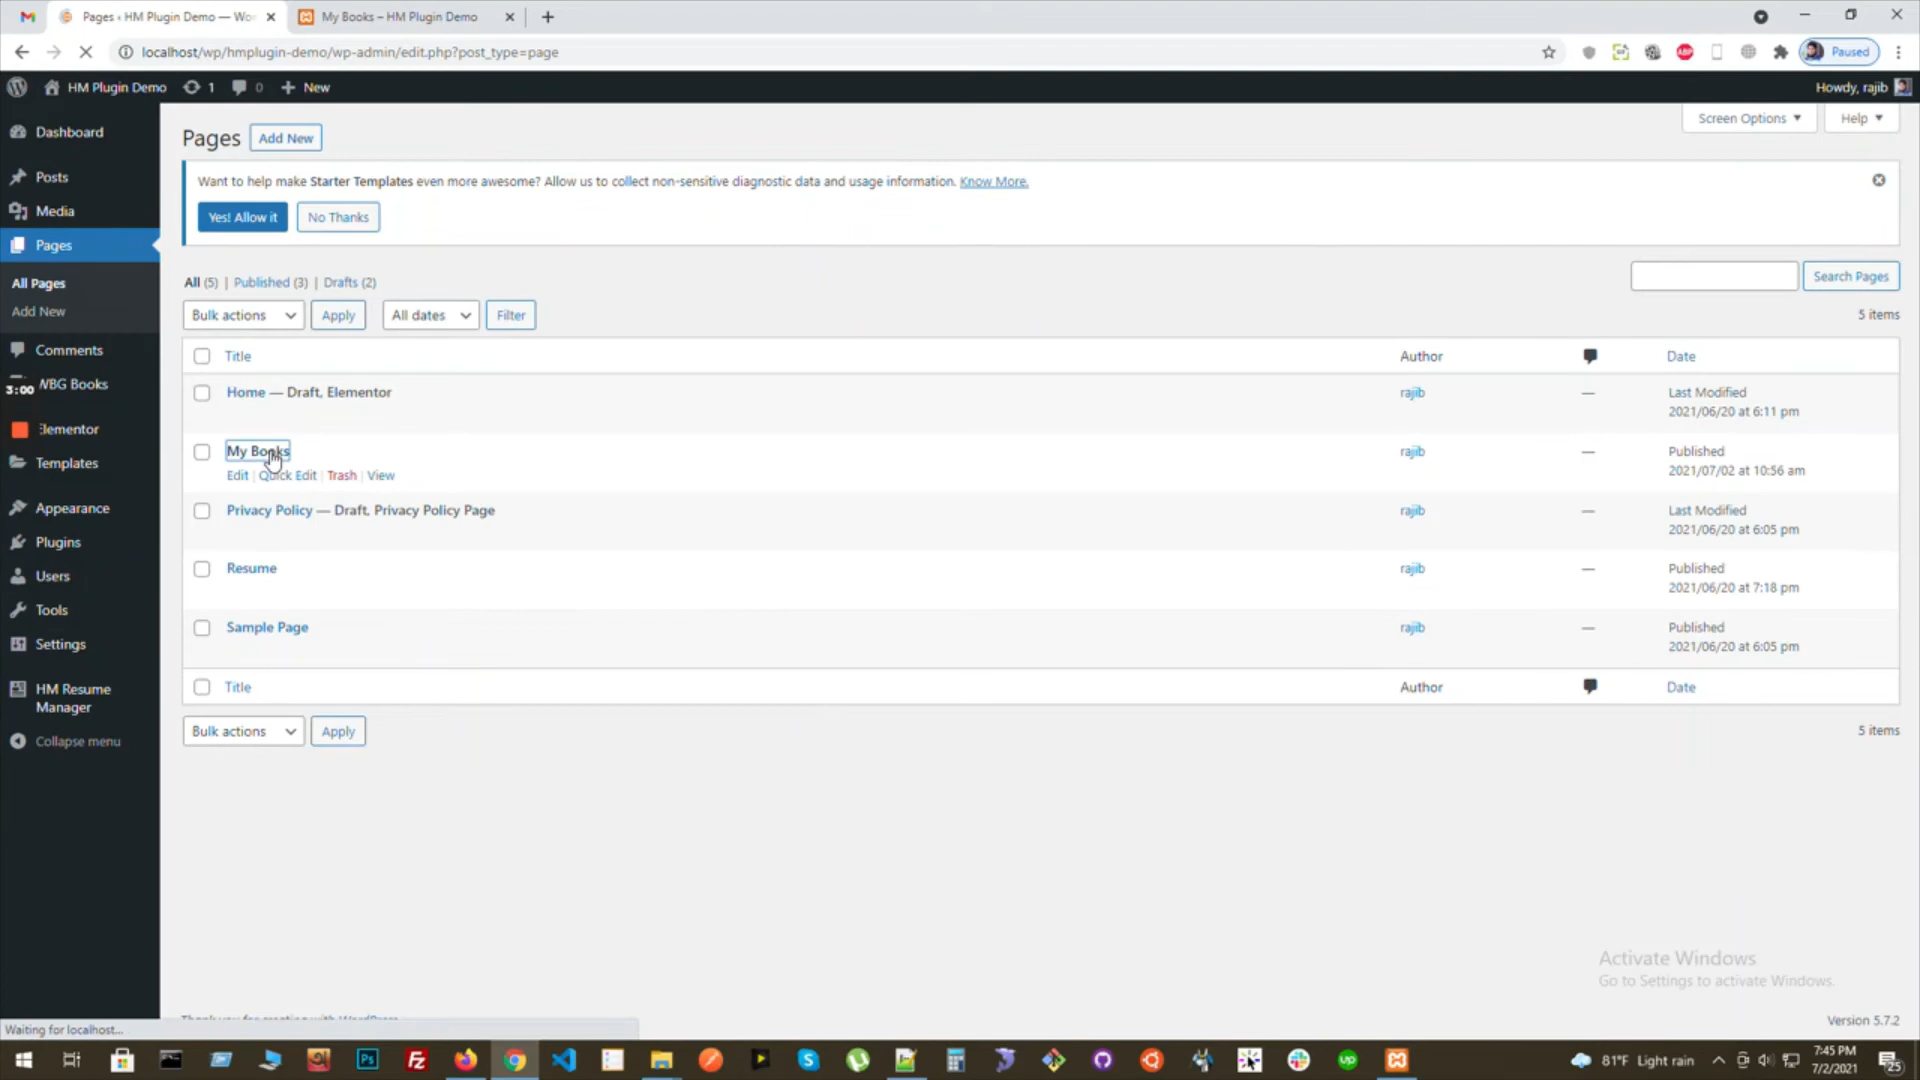 Pages ‹ HM Plugin Demo — Wor
My Books – HM Plugin Demo
localhost/wp/hmplugin-demo/wp-admin/edit.php?post_type=page
Paused
HM Plugin Demo 1 0 New
Howdy, rajib
Dashboard
Posts
Media
Pages
All Pages
Add New
Comments
3:00 WBG Books
Elementor
Templates
Appearance
Plugins
Users
Tools
Settings
HM Resume
Manager
Collapse menu
Screen Options Help
Pages Add New
Want to help make Starter Templates even more awesome? Allow us to collect non-sensitive diagnostic data and usage information. Know More.
Yes! Allow it No Thanks
All (5) | Published (3) | Drafts (2)
Search Pages
Bulk actions Apply All dates Filter
5 items
Title Author Date
Home — Draft, Elementor rajib — Last Modified
2021/06/20 at 6:11 pm
My Books rajib — Published
2021/07/02 at 10:56 am
Edit | Quick Edit | Trash | View
Privacy Policy — Draft, Privacy Policy Page rajib — Last Modified
2021/06/20 at 6:05 pm
Resume rajib — Published
2021/06/20 at 7:18 pm
Sample Page rajib — Published
2021/06/20 at 6:05 pm
Title Author Date
Bulk actions Apply
5 items
Activate Windows
Go to Settings to activate Windows.
Thank you for creating with WordPress
Version 5.7.2
Waiting for localhost...
81°F Light rain
7:45 PM
7/2/2021
25